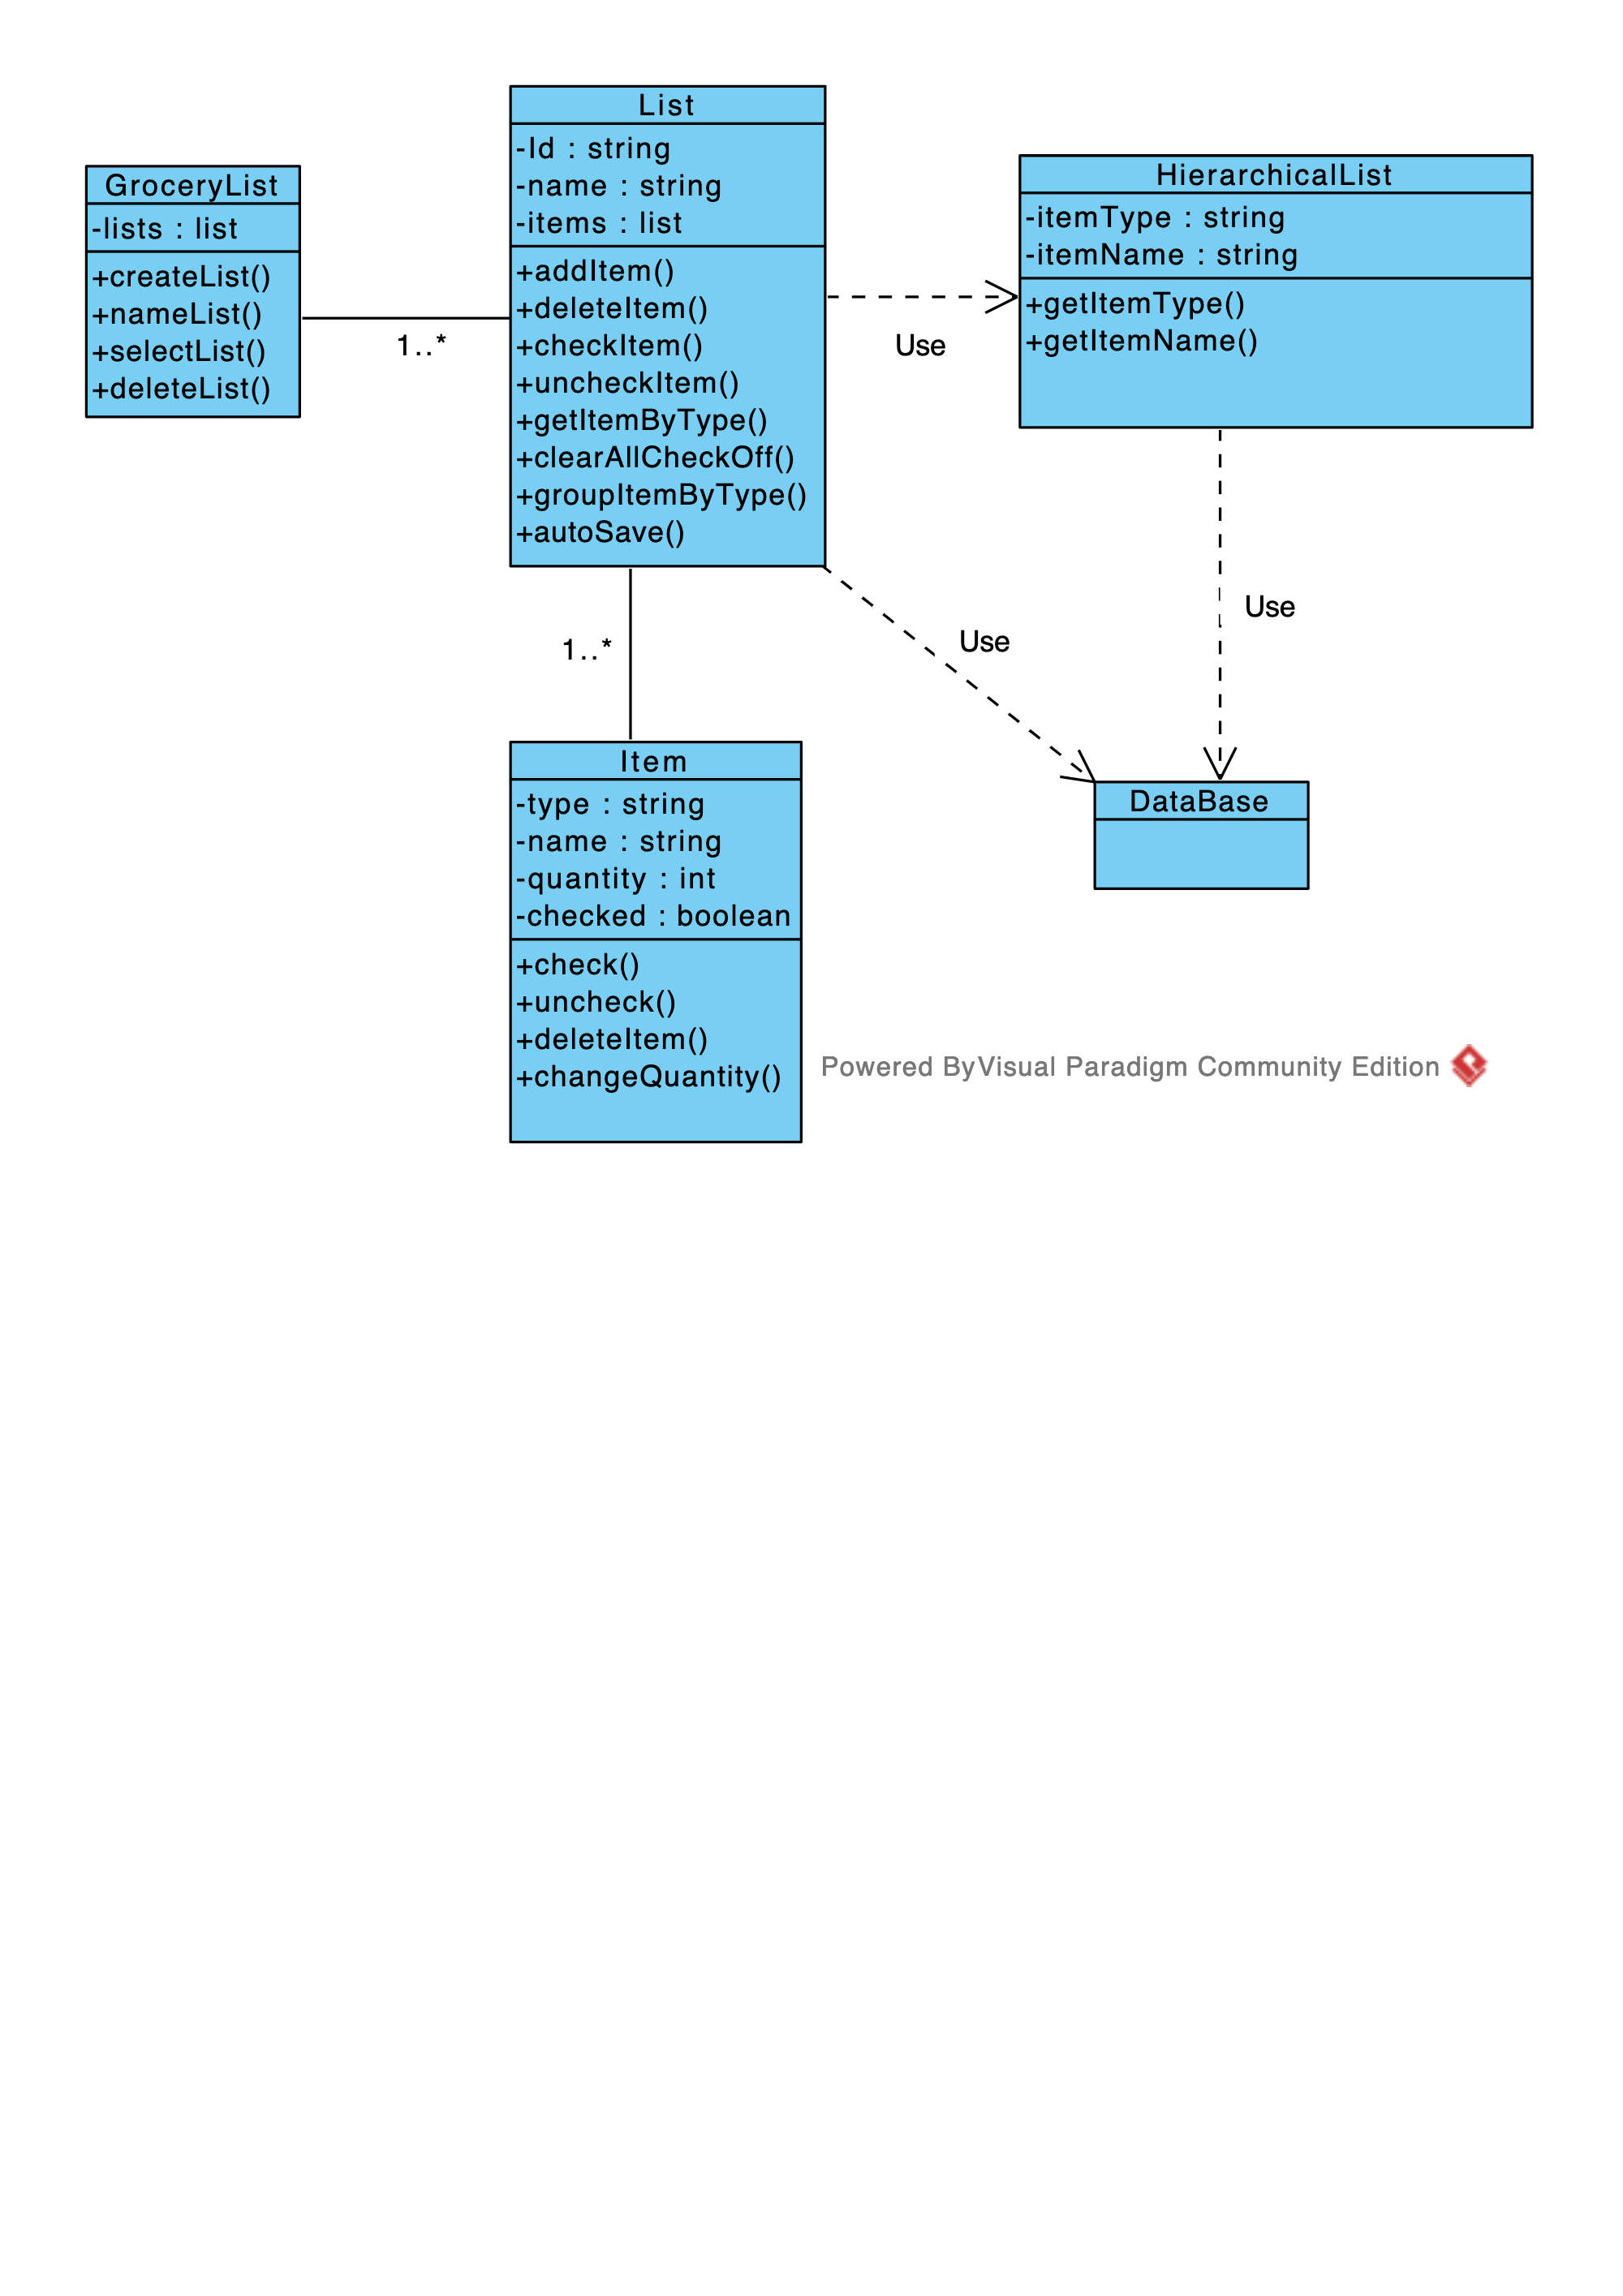 GroceryList
-lists : list
+createList()
+nameList()
+selectList()
+deleteList()
1..*
List
-Id : string
-name : string
-items : list
+addItem()
+deleteItem()
+checkItem()
+uncheckItem()
+getItemByType()
+clearAllCheckOff()
+groupItemByType()
+autoSave()
Use
HierarchicalList
-itemType : string
-itemName : string
+getItemType()
+getItemName()
Use
Use
1..*
Item
-type : string
-name : string
-quantity : int
-checked : boolean
+check()
+uncheck()
+deleteItem()
+changeQuantity()
DataBase
Powered ByVisual Paradigm Community Edition